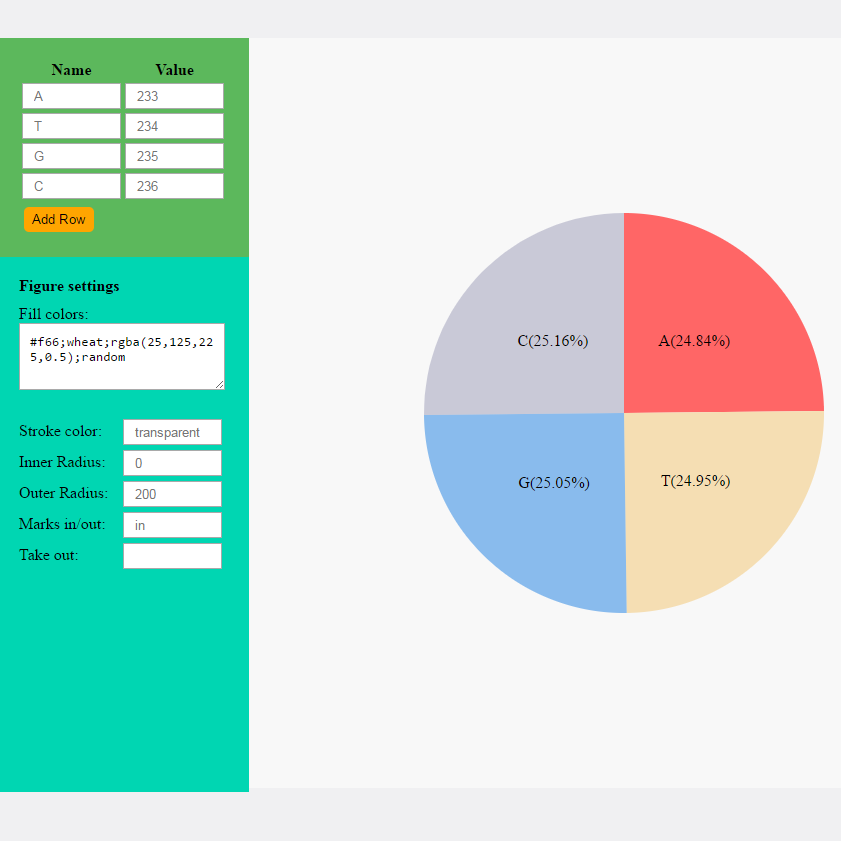 Name Value
A 233
T 234
G 235
C 236
Add Row
Figure settings
Fill colors:
#f66;wheat;rgba(25,125,22
5,0.5);random
Stroke color: transparent
Inner Radius: 0
Outer Radius: 200
Marks in/out: in
Take out:
C(25.16%) A(24.84%)
G(25.05%) T(24.95%)